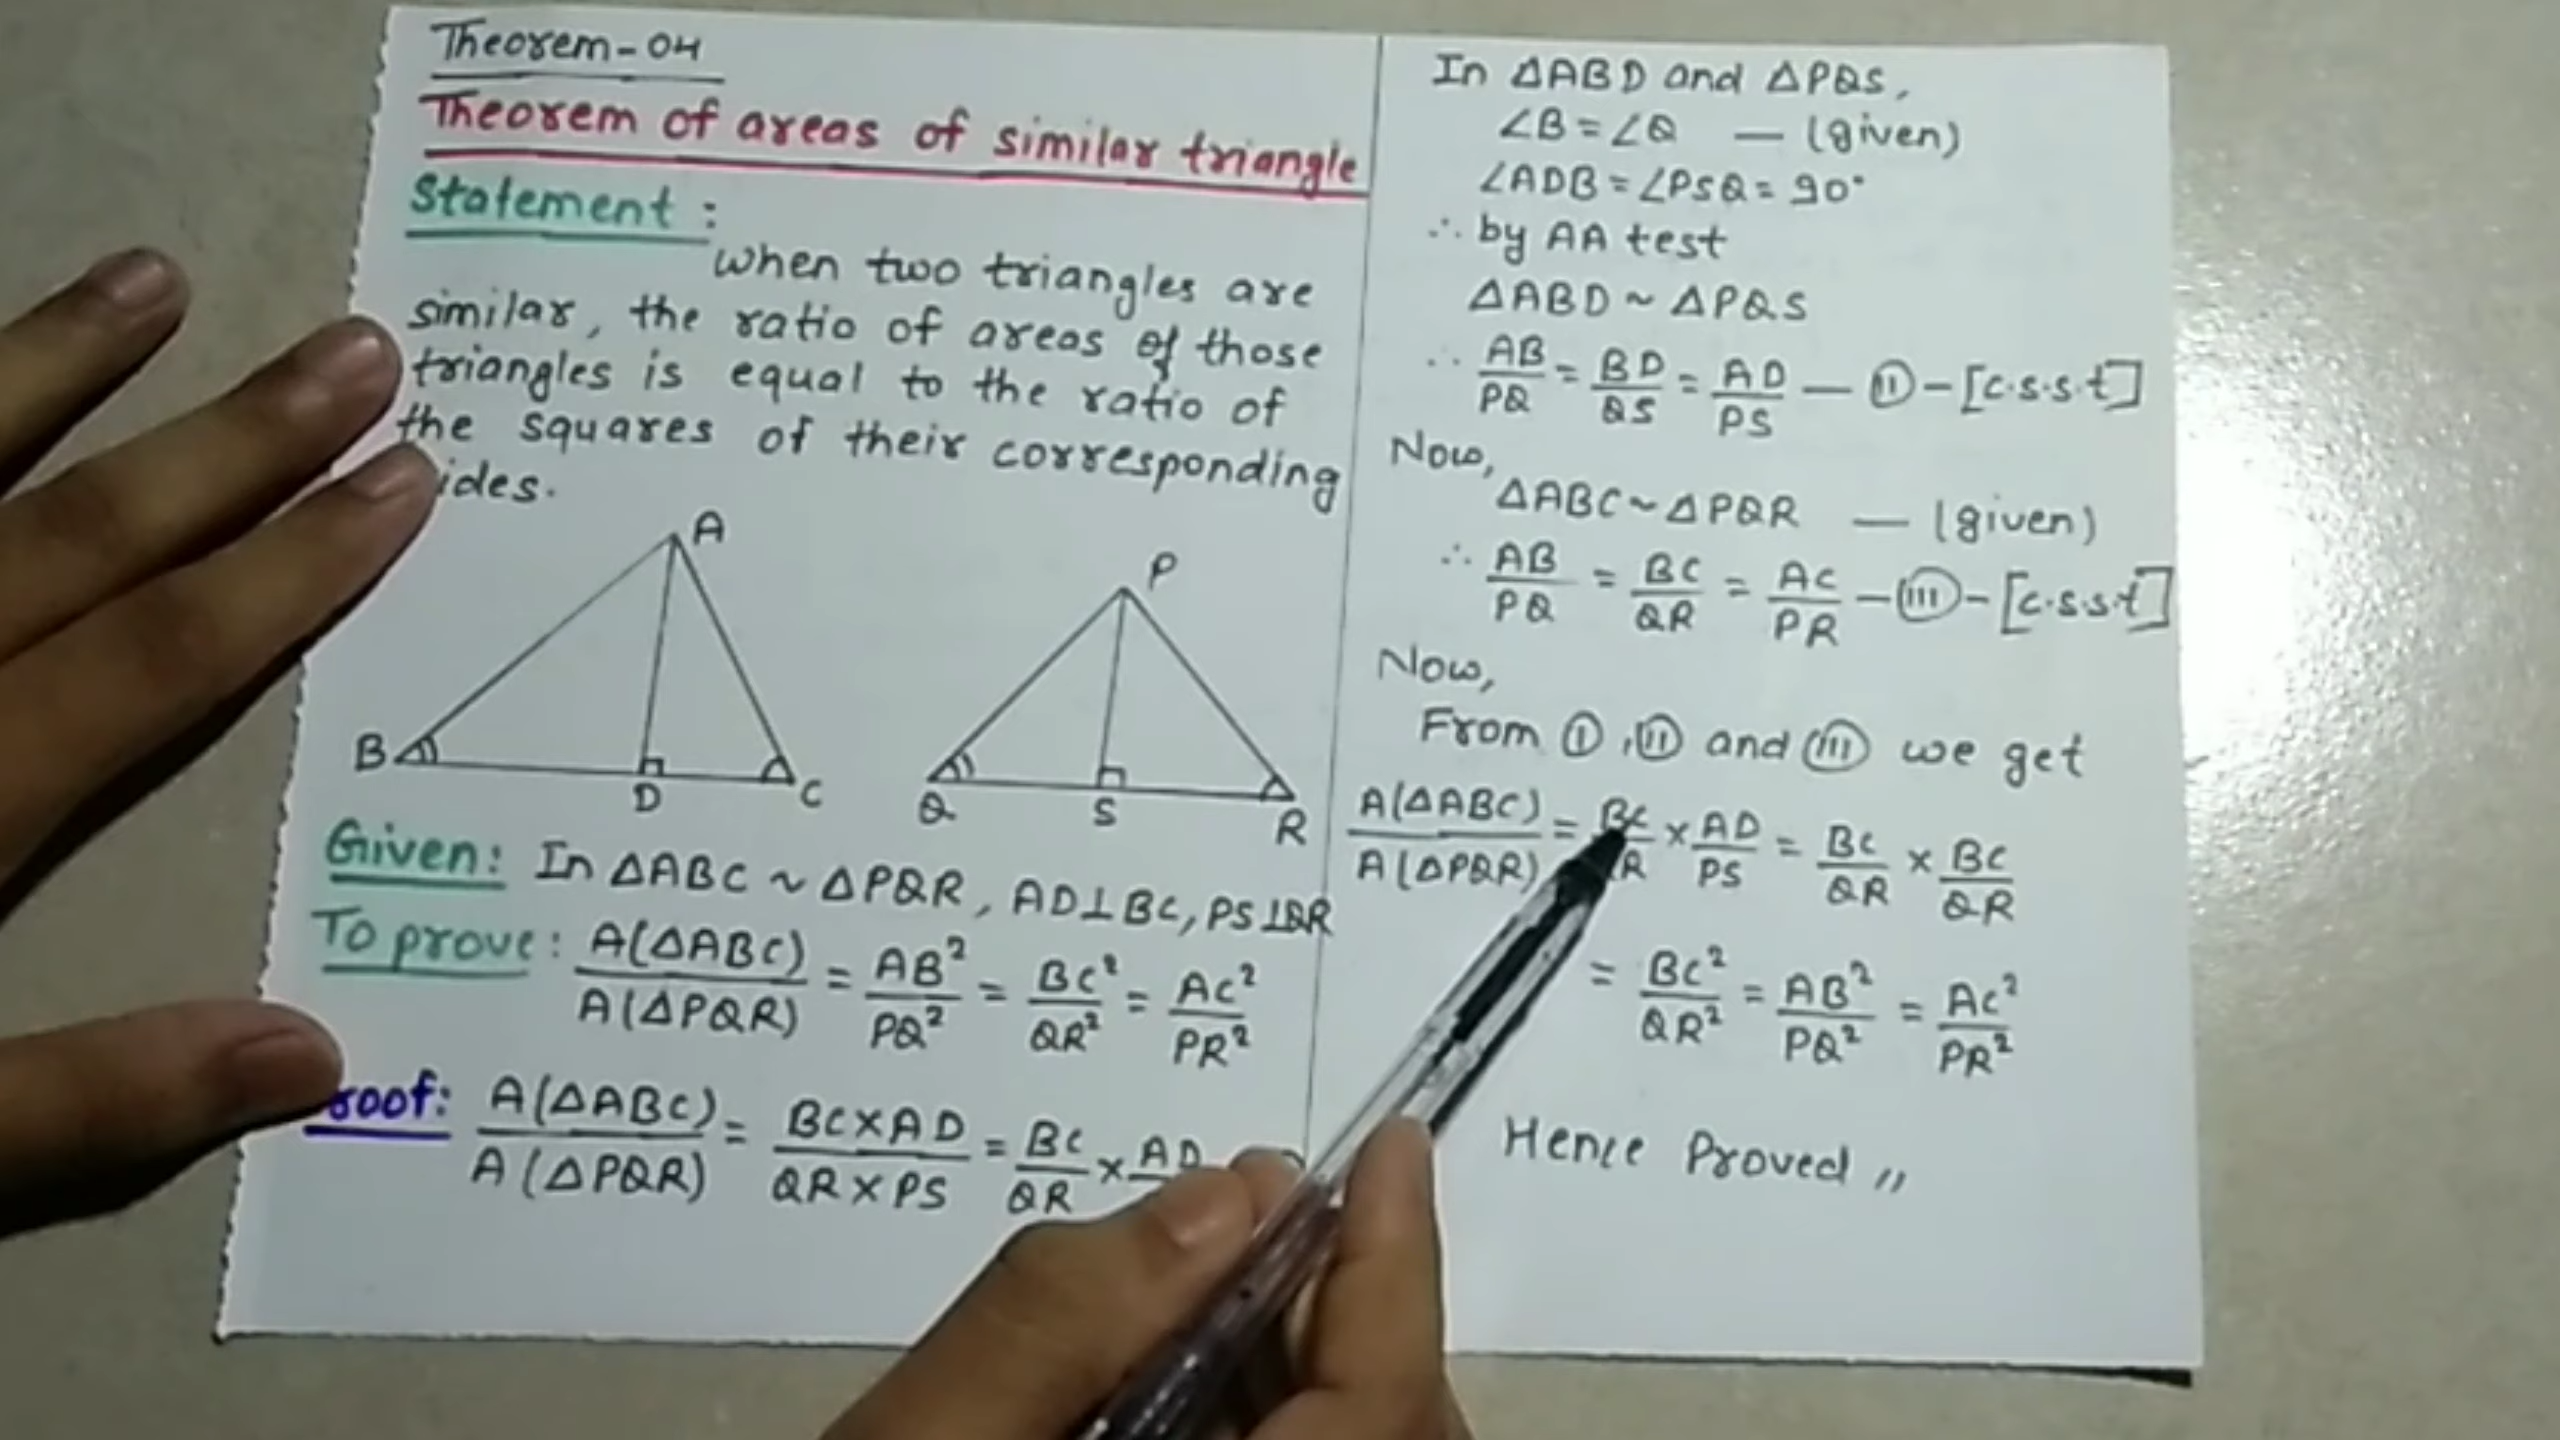 Theorem-04
Theorem of areas of similar triangle
Statement :
when two triangles are
similar, the ratio of areas of those
triangles is equal to the ratio of
the squares of their corresponding
ides.
A
B
D
C
P
Q
S
R
Given: In ΔABC ~ ΔPQR, AD⊥BC, PS⊥QR
To prove: A(ΔABC)/A(ΔPQR) = AB²/PQ² = BC²/QR² = AC²/PR²
roof: A(ΔABC)/A(ΔPQR) = BC×AD/QR×PS = BC/QR × AD
In ΔABD and ΔPQS,
∠B = ∠Q — (given)
∠ADB = ∠PSQ = 90°
∴ by AA test
ΔABD ~ ΔPQS
∴ AB/PQ = BD/QS = AD/PS — (II) - [c.s.s.t]
Now,
ΔABC ~ ΔPQR — (given)
∴ AB/PQ = BC/QR = AC/PR — (III) - [c.s.s.t]
Now,
From (I), (II) and (III) we get
A(ΔABC)/A(ΔPQR) = BC/R × AD/PS = BC/QR × BC/QR
= BC²/QR² = AB²/PQ² = AC²/PR²
Hence Proved ,,